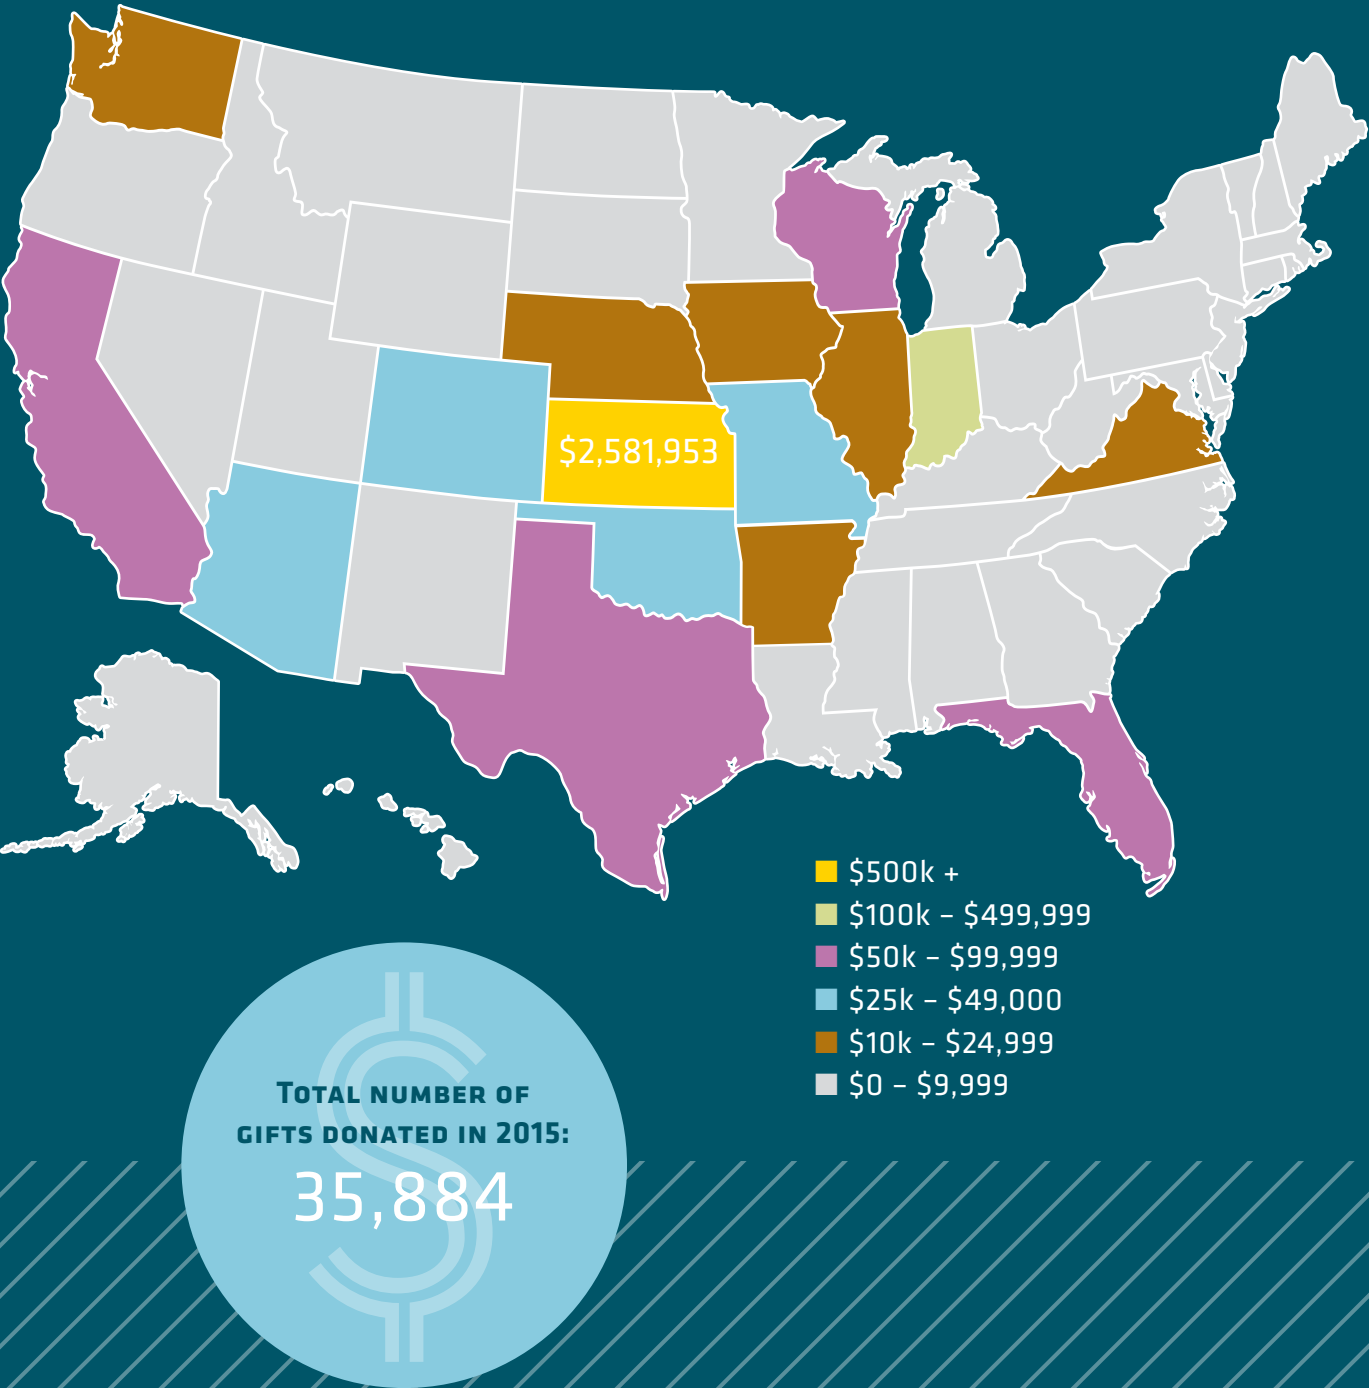 $2,581,953
$500k +
$100k – $499,999
$50k – $99,999
$25k – $49,000
$10k – $24,999
$0 – $9,999
Total number of
gifts donated in 2015:
35,884